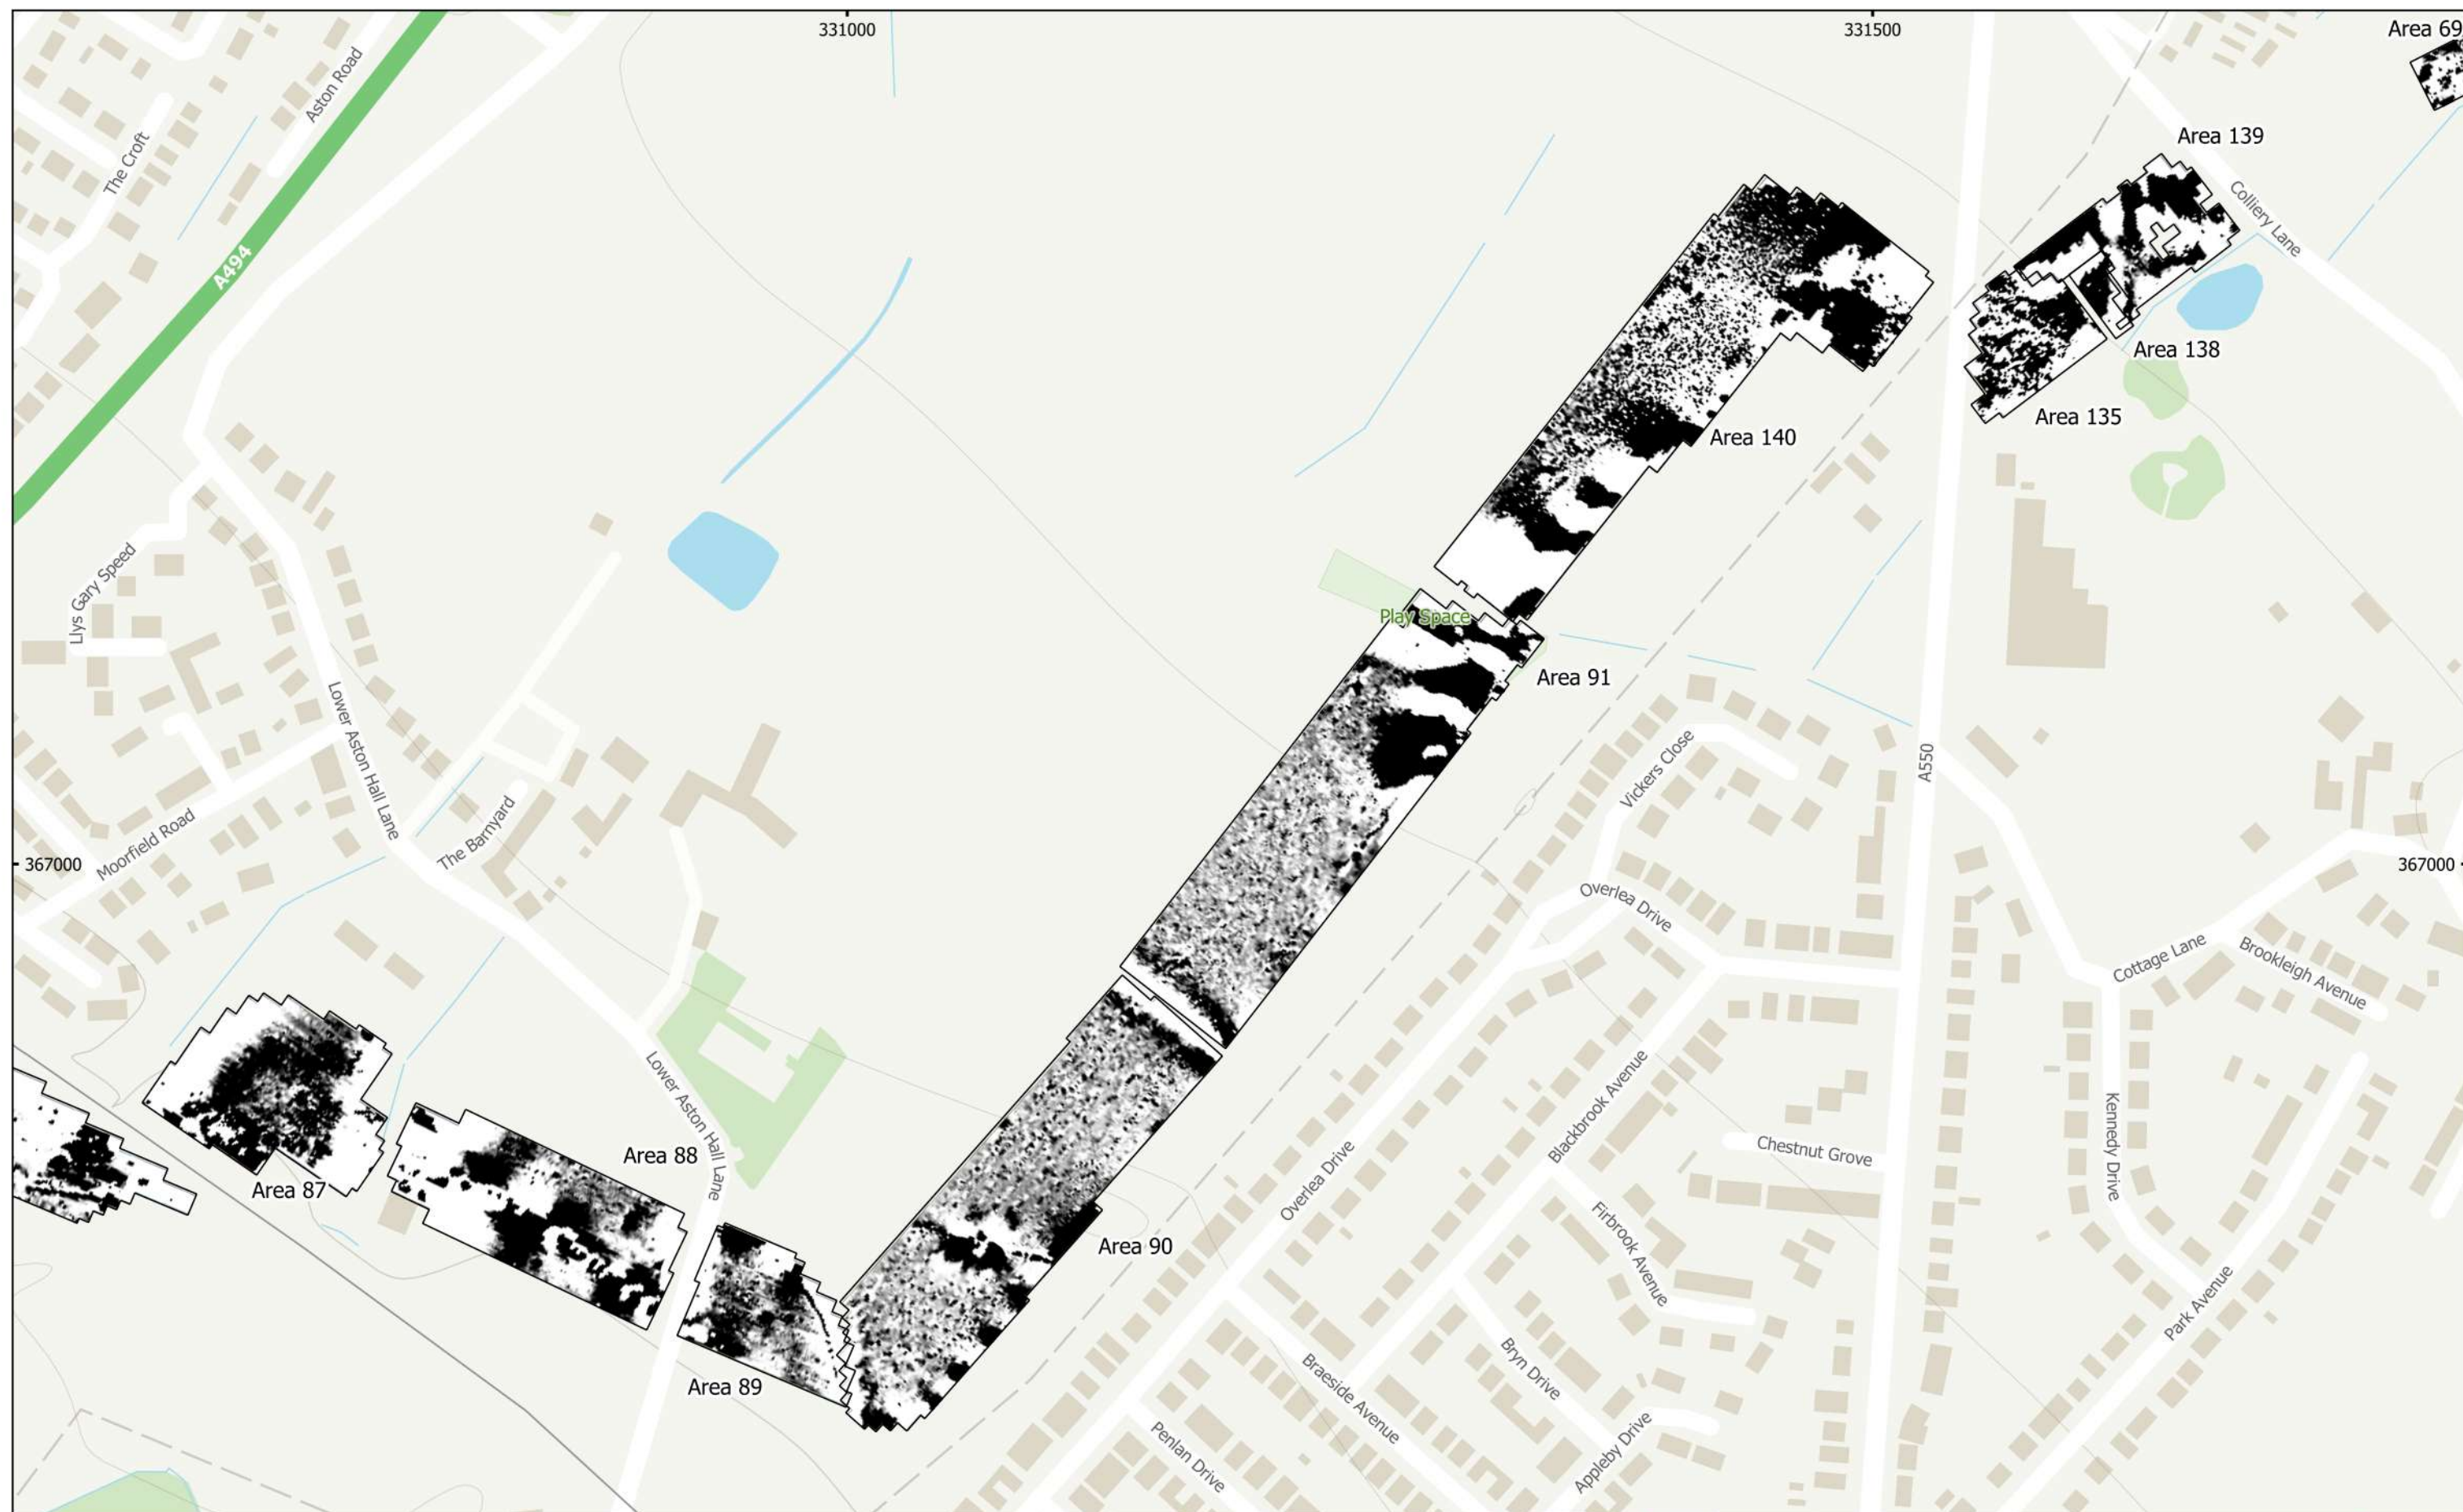 331000
331500
Area 69
Aston Road
The Croft
Area 139
Colliery Lane
A494
Area 138
Area 135
Area 140
Llys Gary Speed
Play Space
Area 91
Lower Aston Hall Lane
Vickers Close
A550
The Barnyard
Moorfield Road
367000
367000
Overlea Drive
Cottage Lane
Brookleigh Avenue
Lower Aston Hall Lane
Blackbrook Avenue
Kennedy Drive
Chestnut Grove
Area 88
Area 87
Overlea Drive
Area 90
Firbrook Avenue
Park Avenue
Area 89
Bryn Drive
Braeside Avenue
Appleby Drive
Penlan Drive